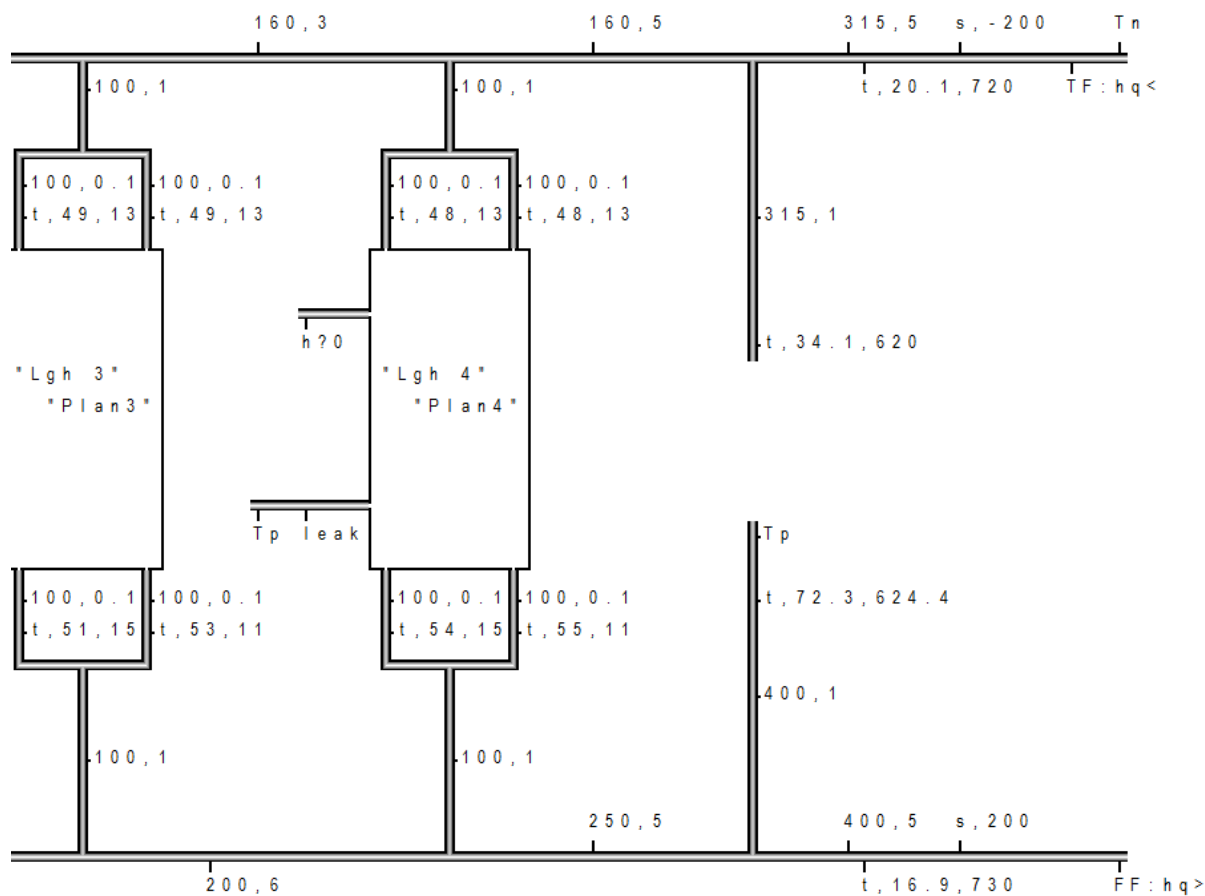 160,3 160,5 315,5 s,-200 Tn
100,1 100,1 t,20.1,720 TF:hq<
100,0.1 100,0.1 100,0.1 100,0.1
t,49,13 t,49,13 t,48,13 t,48,13 315,1
h?0 t,34.1,620
"Lgh 3" "Lgh 4"
"Plan3" "Plan4"
Tp leak Tp
100,0.1 100,0.1 100,0.1 100,0.1 t,72.3,624.4
t,51,15 t,53,11 t,54,15 t,55,11
400,1
100,1 100,1
250,5 400,5 s,200
200,6 t,16.9,730 FF:hq>